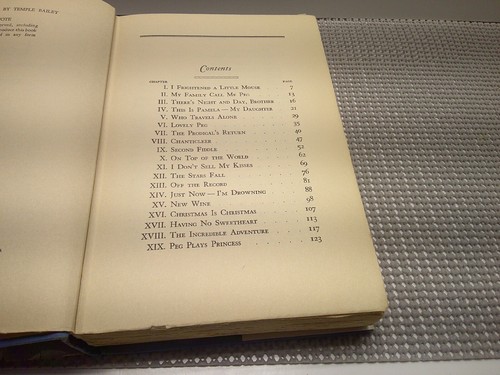 BY TEMPLE BAILEY
Contents
CHAPTER PAGE
I. I FRIGHTENED A LITTLE MOUSE 7
II. MY FAMILY CALL ME PEG 13
III. THERE'S NIGHT AND DAY, BROTHER 16
IV. THIS IS PAMELA—MY DAUGHTER 21
V. WHO TRAVELS ALONE 29
VI. LOVELY PEG 35
VII. THE PRODIGAL'S RETURN 40
VIII. CHANTICLEER 47
IX. SECOND FIDDLE 52
X. ON TOP OF THE WORLD 62
XI. I DON'T SELL MY KISSES 69
XII. THE STARS FALL 76
XIII. OFF THE RECORD 81
XIV. JUST NOW—I'M DROWNING 88
XV. NEW WINE 98
XVI. CHRISTMAS IS CHRISTMAS 107
XVII. HAVING NO SWEETHEART 113
XVIII. THE INCREDIBLE ADVENTURE 117
XIX. PEG PLAYS PRINCESS 123